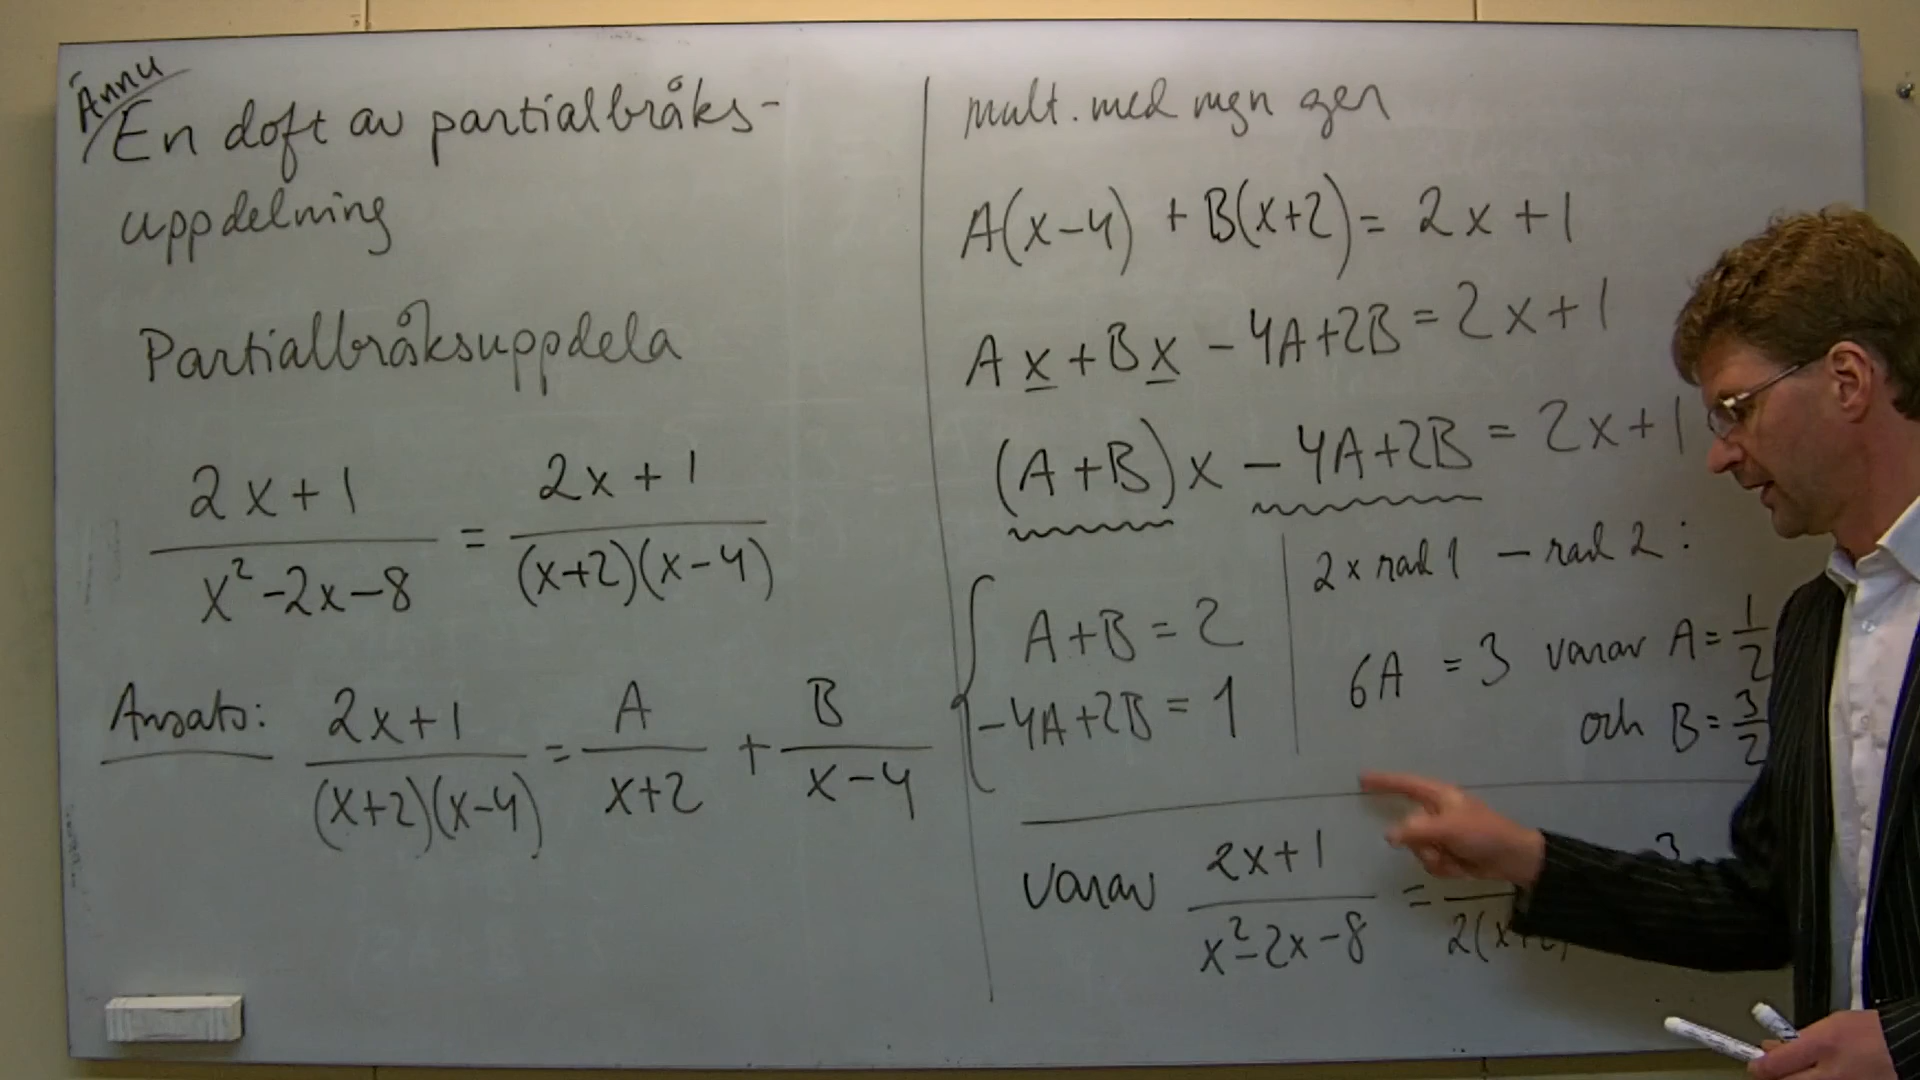 Ännu
En doft av partialbråks-
uppdelning
Partialbråksuppdela
(2x+1)/(x²-2x-8) = (2x+1)/((x+2)(x-4))
Ansats: (2x+1)/((x+2)(x-4)) = A/(x+2) + B/(x-4)
mult. med mgn ger
A(x-4) + B(x+2) = 2x+1
Ax + Bx - 4A+2B = 2x+1
(A+B)x - 4A+2B = 2x+1
A+B = 2
-4A+2B = 1
2 x rad 1 - rad 2:
6A = 3 varav A = 1/2
och B = 3/2
varav (2x+1)/(x²-2x-8) =